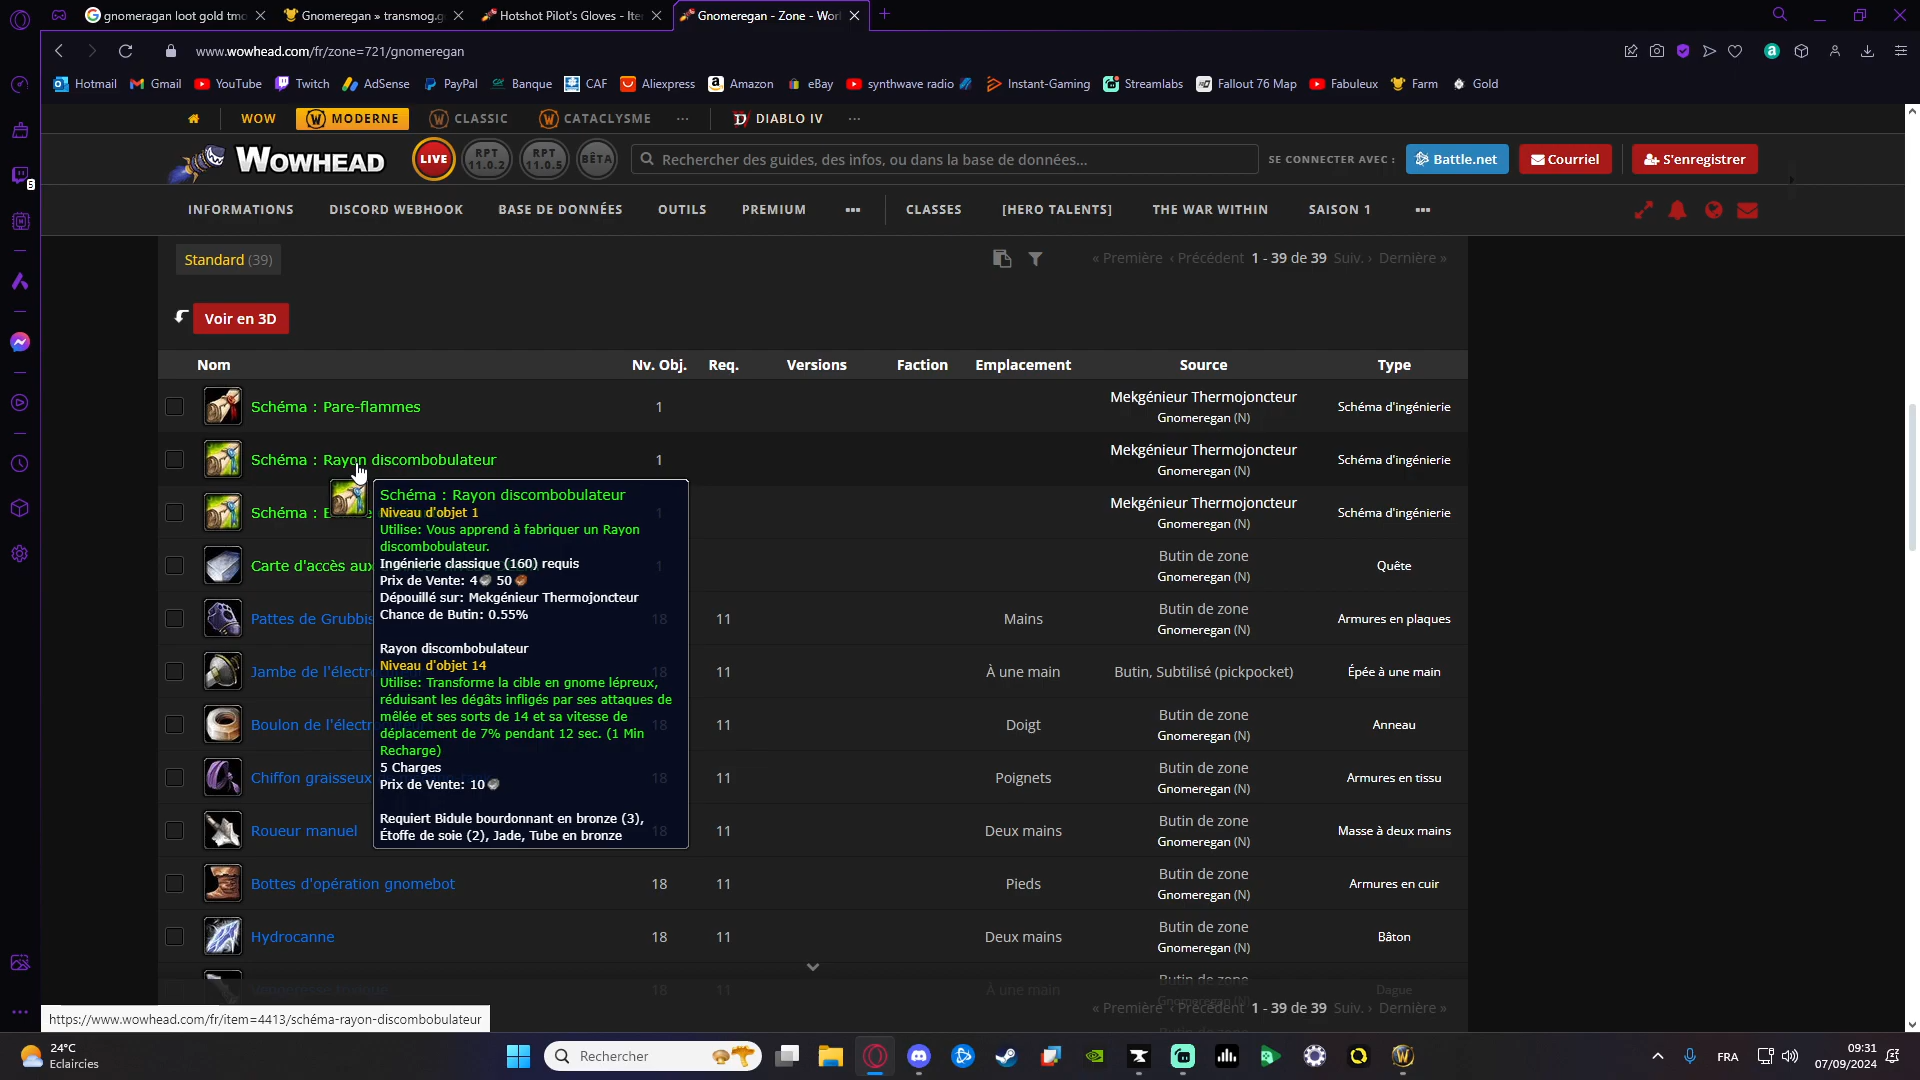 gnomeragan loot gold tmo
Gnomeregan » transmog.g
Hotshot Pilot's Gloves - Ite
Gnomeregan - Zone - Worl
www.wowhead.com/fr/zone=721/gnomeregan
Hotmail Gmail YouTube Twitch AdSense PayPal Banque CAF Aliexpress Amazon eBay synthwave radio Instant-Gaming Streamlabs Fallout 76 Map Fabuleux Farm Gold
WOW MODERNE CLASSIC CATACLYSME ... DIABLO IV ...
WOWHEAD LIVE RPT 11.0.2 RPT 11.0.5 BÊTA Rechercher des guides, des infos, ou dans la base de données... SE CONNECTER AVEC : Battle.net Courriel S'enregistrer
INFORMATIONS DISCORD WEBHOOK BASE DE DONNÉES OUTILS PREMIUM ... CLASSES [HERO TALENTS] THE WAR WITHIN SAISON 1 ...
5
Standard (39) « Première ‹ Précédent 1 - 39 de 39 Suiv. › Dernière »
Voir en 3D
Nom Nv. Obj. Req. Versions Faction Emplacement Source Type
Schéma : Pare-flammes 1 Mekgénieur Thermojoncteur Schéma d'ingénierie
Gnomeregan (N)
Schéma : Rayon discombobulateur 1 Mekgénieur Thermojoncteur Schéma d'ingénierie
Gnomeregan (N)
Schéma : 1 Mekgénieur Thermojoncteur Schéma d'ingénierie
Gnomeregan (N)
Carte d'accès aux 1 Butin de zone Quête
Gnomeregan (N)
Pattes de Grubbis 18 11 Mains Butin de zone Armures en plaques
Gnomeregan (N)
Jambe de l'électr 18 11 À une main Butin, Subtilisé (pickpocket) Épée à une main
Boulon de l'électr 18 11 Doigt Butin de zone Anneau
Gnomeregan (N)
Chiffon graisseux 18 11 Poignets Butin de zone Armures en tissu
Gnomeregan (N)
Roueur manuel 18 11 Deux mains Butin de zone Masse à deux mains
Gnomeregan (N)
Bottes d'opération gnomebot 18 11 Pieds Butin de zone Armures en cuir
Gnomeregan (N)
Hydrocanne 18 11 Deux mains Butin de zone Bâton
Gnomeregan (N)
18 11 À une main Butin de zone Dague
« Première ‹ Précédent 1 - 39 de 39 Suiv. › Dernière »
Schéma : Rayon discombobulateur
Niveau d'objet 1
Utilise: Vous apprend à fabriquer un Rayon
discombobulateur.
Ingénierie classique (160) requis
Prix de Vente: 4 50
Dépouillé sur: Mekgénieur Thermojoncteur
Chance de Butin: 0.55%
Rayon discombobulateur
Niveau d'objet 14
Utilise: Transforme la cible en gnome lépreux,
réduisant les dégâts infligés par ses attaques de
mêlée et ses sorts de 14 et sa vitesse de
déplacement de 7% pendant 12 sec. (1 Min
Recharge)
5 Charges
Prix de Vente: 10
Requiert Bidule bourdonnant en bronze (3),
Étoffe de soie (2), Jade, Tube en bronze
https://www.wowhead.com/fr/item=4413/schéma-rayon-discombobulateur
24°C
Eclaircies
Rechercher
FRA
09:31
07/09/2024